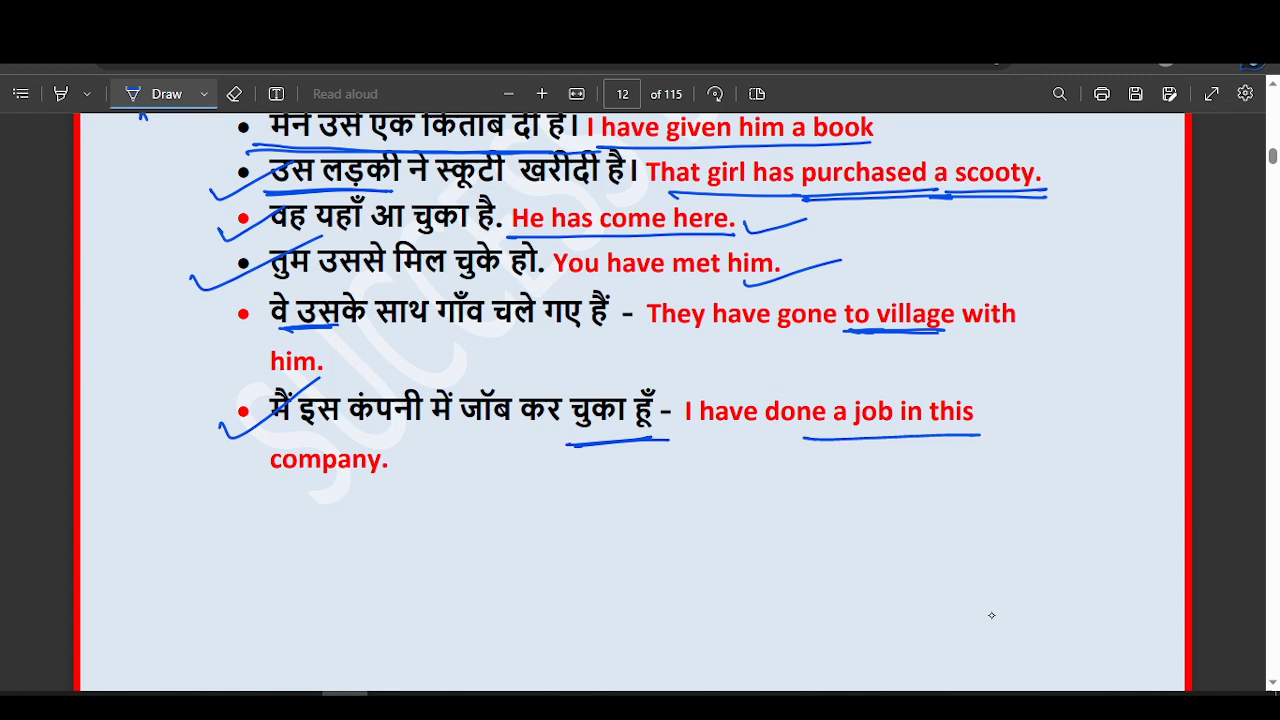 Draw
Read aloud
12 of 115
मैंने उसे एक किताब दी है। I have given him a book
उस लड़की ने स्कूटी खरीदी है। That girl has purchased a scooty.
वह यहाँ आ चुका है. He has come here.
तुम उससे मिल चुके हो. You have met him.
वे उसके साथ गाँव चले गए हैं - They have gone to village with
him.
मैं इस कंपनी में जॉब कर चुका हूँ - I have done a job in this
company.
SUCCESS